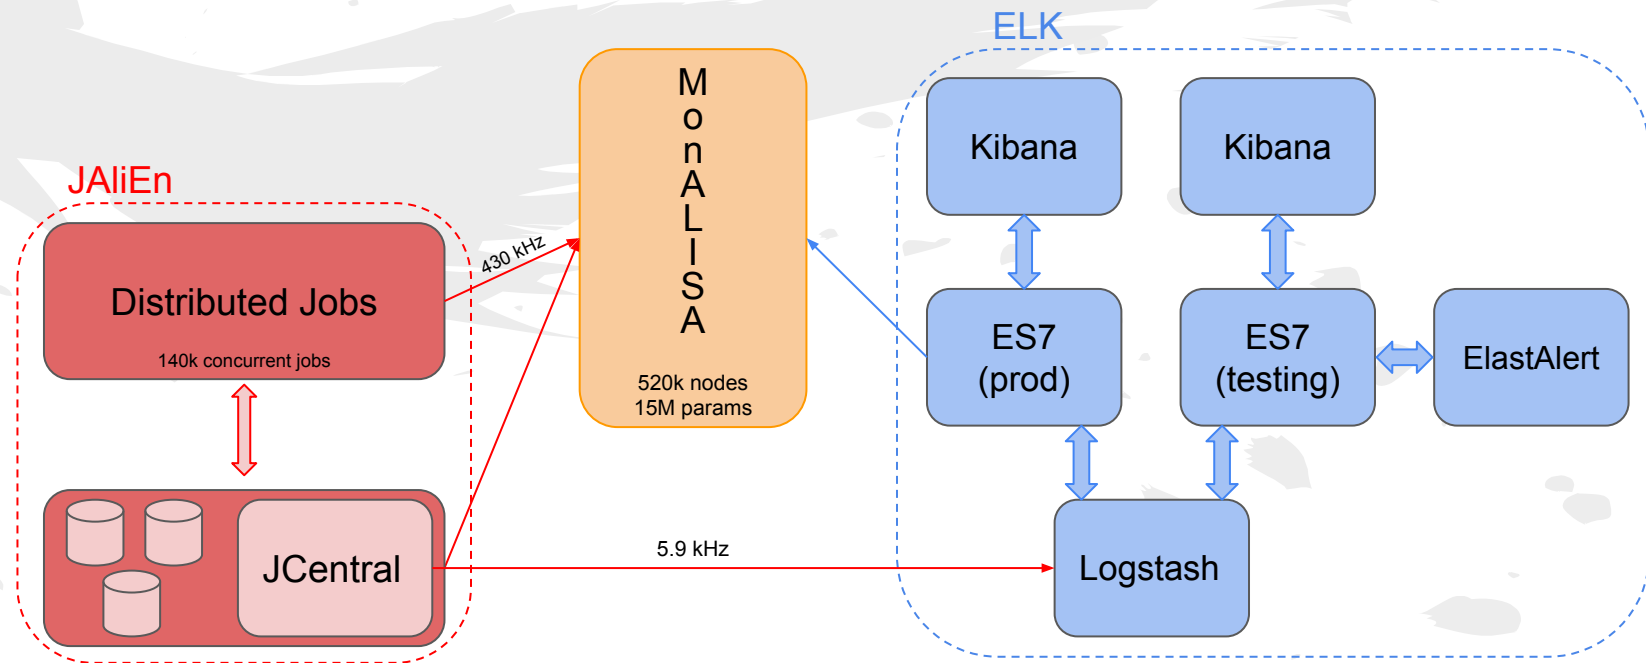 ELK
JAliEn
MonALISA
520k nodes
15M params
430 kHz
Distributed Jobs
140k concurrent jobs
JCentral
5.9 kHz
Kibana
Kibana
ES7
(prod)
ES7
(testing)
ElastAlert
Logstash